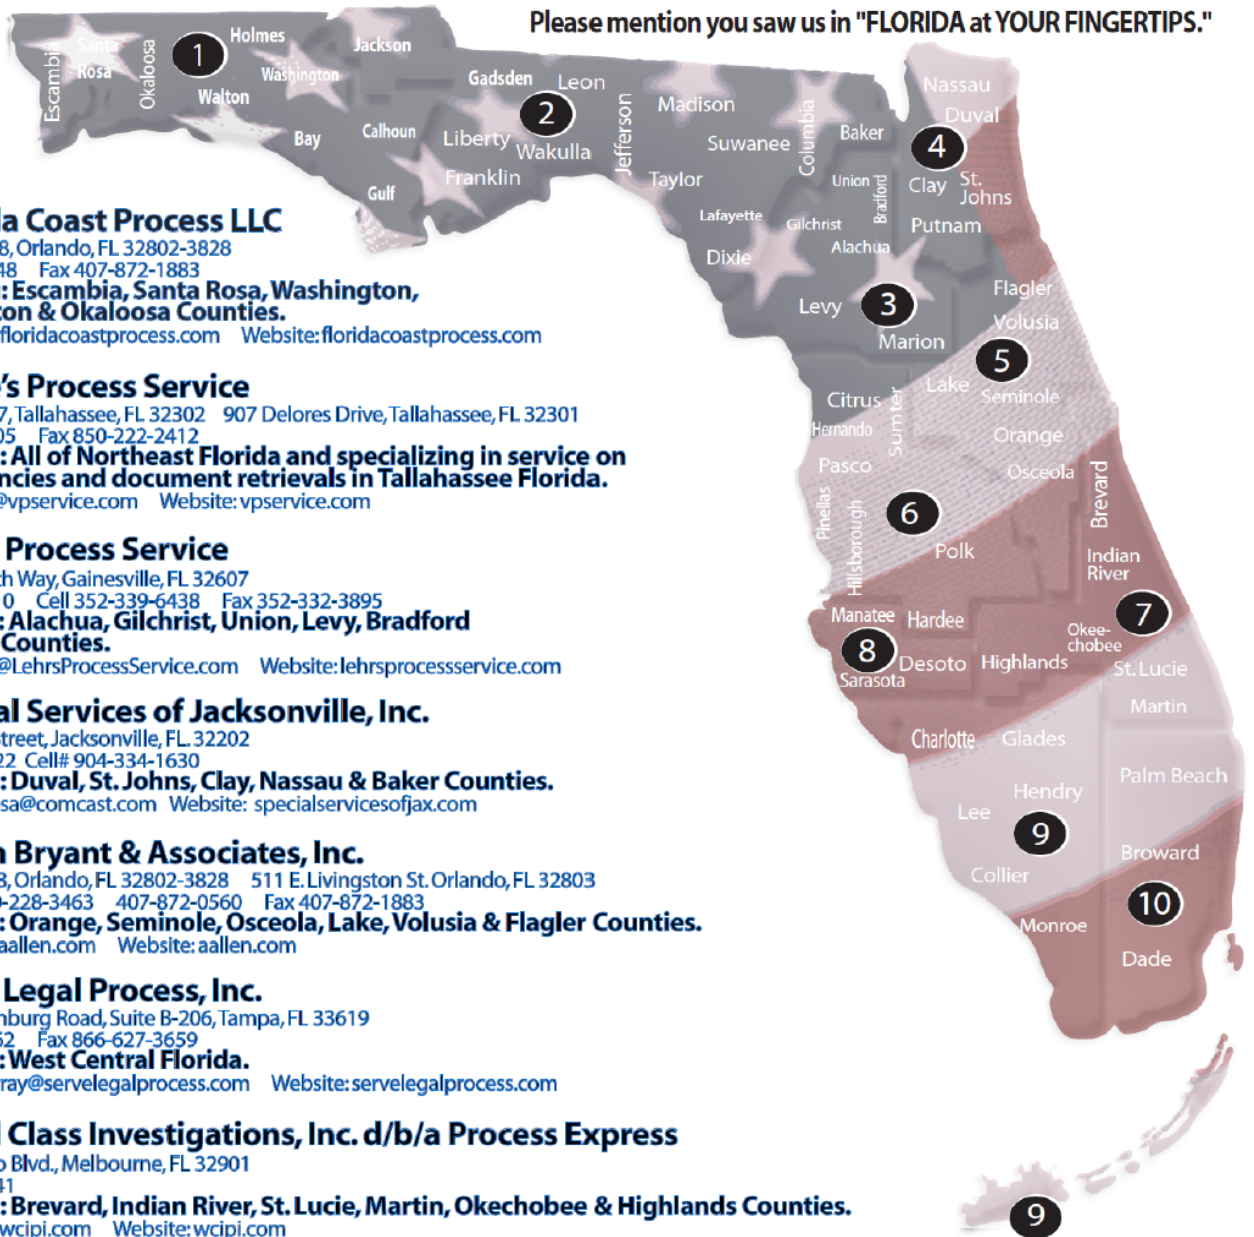 Please mention you saw us in "FLORIDA at YOUR FINGERTIPS."
Escambia
Santa
Rosa
Okaloosa
1
Holmes
Washington
Walton
Jackson
Bay
Calhoun
Gulf
Gadsden
Leon
2
Liberty
Wakulla
Franklin
Jefferson
Madison
Taylor
Suwanee
Columbia
Lafayette
Dixie
Baker
Union
Bradford
Gilchrist
Alachua
Levy
3
Marion
Nassau
Duval
4
Clay
St.
Johns
Putnam
Flagler
Volusia
5
Lake
Seminole
Citrus
Sumter
Hernando
Orange
Pasco
Osceola
Pinellas
Hillsborough
6
Polk
Brevard
Indian
River
7
Manatee
Hardee
8
Desoto
Highlands
Okee-
chobee
Sarasota
St. Lucie
Martin
Charlotte
Glades
Palm Beach
Hendry
Lee
9
Collier
Broward
10
Monroe
Dade
9
da Coast Process LLC
8, Orlando, FL 32802-3828
48 Fax 407-872-1883
: Escambia, Santa Rosa, Washington,
ton & Okaloosa Counties.
floridacoastprocess.com Website: floridacoastprocess.com
's Process Service
7, Tallahassee, FL 32302 907 Delores Drive, Tallahassee, FL 32301
05 Fax 850-222-2412
: All of Northeast Florida and specializing in service on
ncies and document retrievals in Tallahassee Florida.
@vpservice.com Website: vpservice.com
Process Service
th Way, Gainesville, FL 32607
0 Cell 352-339-6438 Fax 352-332-3895
: Alachua, Gilchrist, Union, Levy, Bradford
Counties.
@LehrsProcessService.com Website: lehrsprocessservice.com
al Services of Jacksonville, Inc.
Street, Jacksonville, FL. 32202
22 Cell# 904-334-1630
: Duval, St. Johns, Clay, Nassau & Baker Counties.
sa@comcast.com Website: specialservicesofjax.com
n Bryant & Associates, Inc.
8, Orlando, FL 32802-3828 511 E. Livingston St. Orlando, FL 32803
-228-3463 407-872-0560 Fax 407-872-1883
: Orange, Seminole, Osceola, Lake, Volusia & Flagler Counties.
aallen.com Website: aallen.com
Legal Process, Inc.
nburg Road, Suite B-206, Tampa, FL 33619
52 Fax 866-627-3659
: West Central Florida.
ray@servelegalprocess.com Website: servelegalprocess.com
Class Investigations, Inc. d/b/a Process Express
o Blvd., Melbourne, FL 32901
41
: Brevard, Indian River, St. Lucie, Martin, Okechobee & Highlands Counties.
wcipi.com Website: wcipi.com